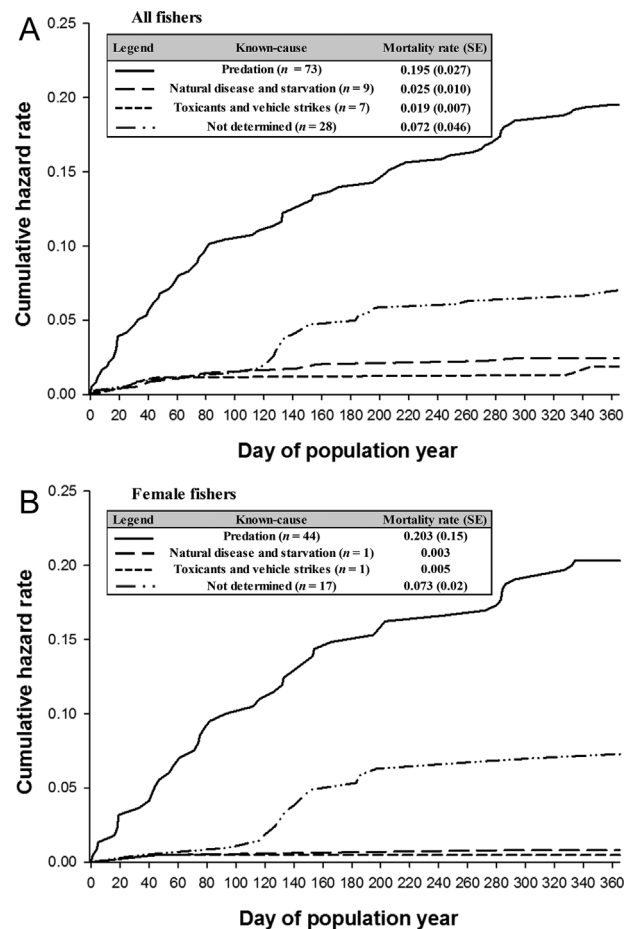 A
All fishers
Legend Known-cause Mortality rate (SE)
Predation (n = 73) 0.195 (0.027)
Natural disease and starvation (n = 9) 0.025 (0.010)
Toxicants and vehicle strikes (n = 7) 0.019 (0.007)
Not determined (n = 28) 0.072 (0.046)
Cumulative hazard rate
0.25
0.20
0.15
0.10
0.05
0.00
0 20 40 60 80 100 120 140 160 180 200 220 240 260 280 300 320 340 360
Day of population year
B
Female fishers
Legend Known-cause Mortality rate (SE)
Predation (n = 44) 0.203 (0.15)
Natural disease and starvation (n = 1) 0.003
Toxicants and vehicle strikes (n = 1) 0.005
Not determined (n = 17) 0.073 (0.02)
Cumulative hazard rate
0.25
0.20
0.15
0.10
0.05
0.00
0 20 40 60 80 100 120 140 160 180 200 220 240 260 280 300 320 340 360
Day of population year